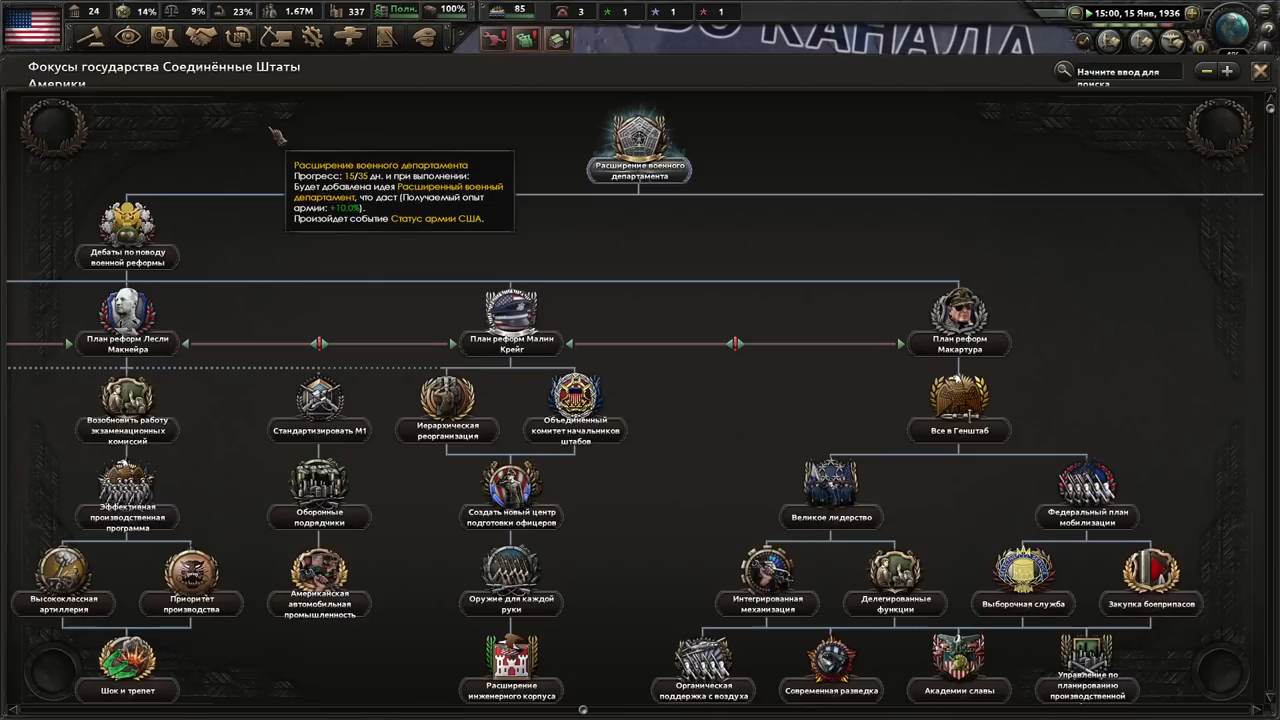 24
14%
9%
23%
1.67M
337
Полн.
100%
85
3
1
1
1
15:00, 15 Янв, 1936
ТВО КАНАЛА
Фокусы государства Соединённые Штаты
Америки
Начните ввод для
поиска
Расширение военного департамента
Прогресс: 15/35 дн. и при выполнении:
Будет добавлена идея Расширенный военный
департамент, что даст (Получаемый опыт
армии: +10.0%).
Произойдет событие Статус армии США.
Расширение военного
департамента
Дебаты по поводу
военной реформы
План реформ Лесли
Макнейра
План реформ Малин
Крейг
План реформ
Макартура
Возобновить работу
экзаменационных
комиссий
Стандартизировать М1
Иерархическая
реорганизация
Объединённый
комитет начальников
штабов
Все в Генштаб
Эффективная
производственная
программа
Оборонные
подрядчики
Создать новый центр
подготовки офицеров
Великое лидерство
Федеральный план
мобилизации
Высококлассная
артиллерия
Приоритет
производства
Американская
автомобильная
промышленность
Оружие для каждой
руки
Интегрированная
механизация
Делегированные
функции
Выборочная служба
Закупка боеприпасов
Шок и трепет
Расширение
инженерного корпуса
Органическая
поддержка с воздуха
Современная разведка
Академии славы
Управление по
планированию
производственной